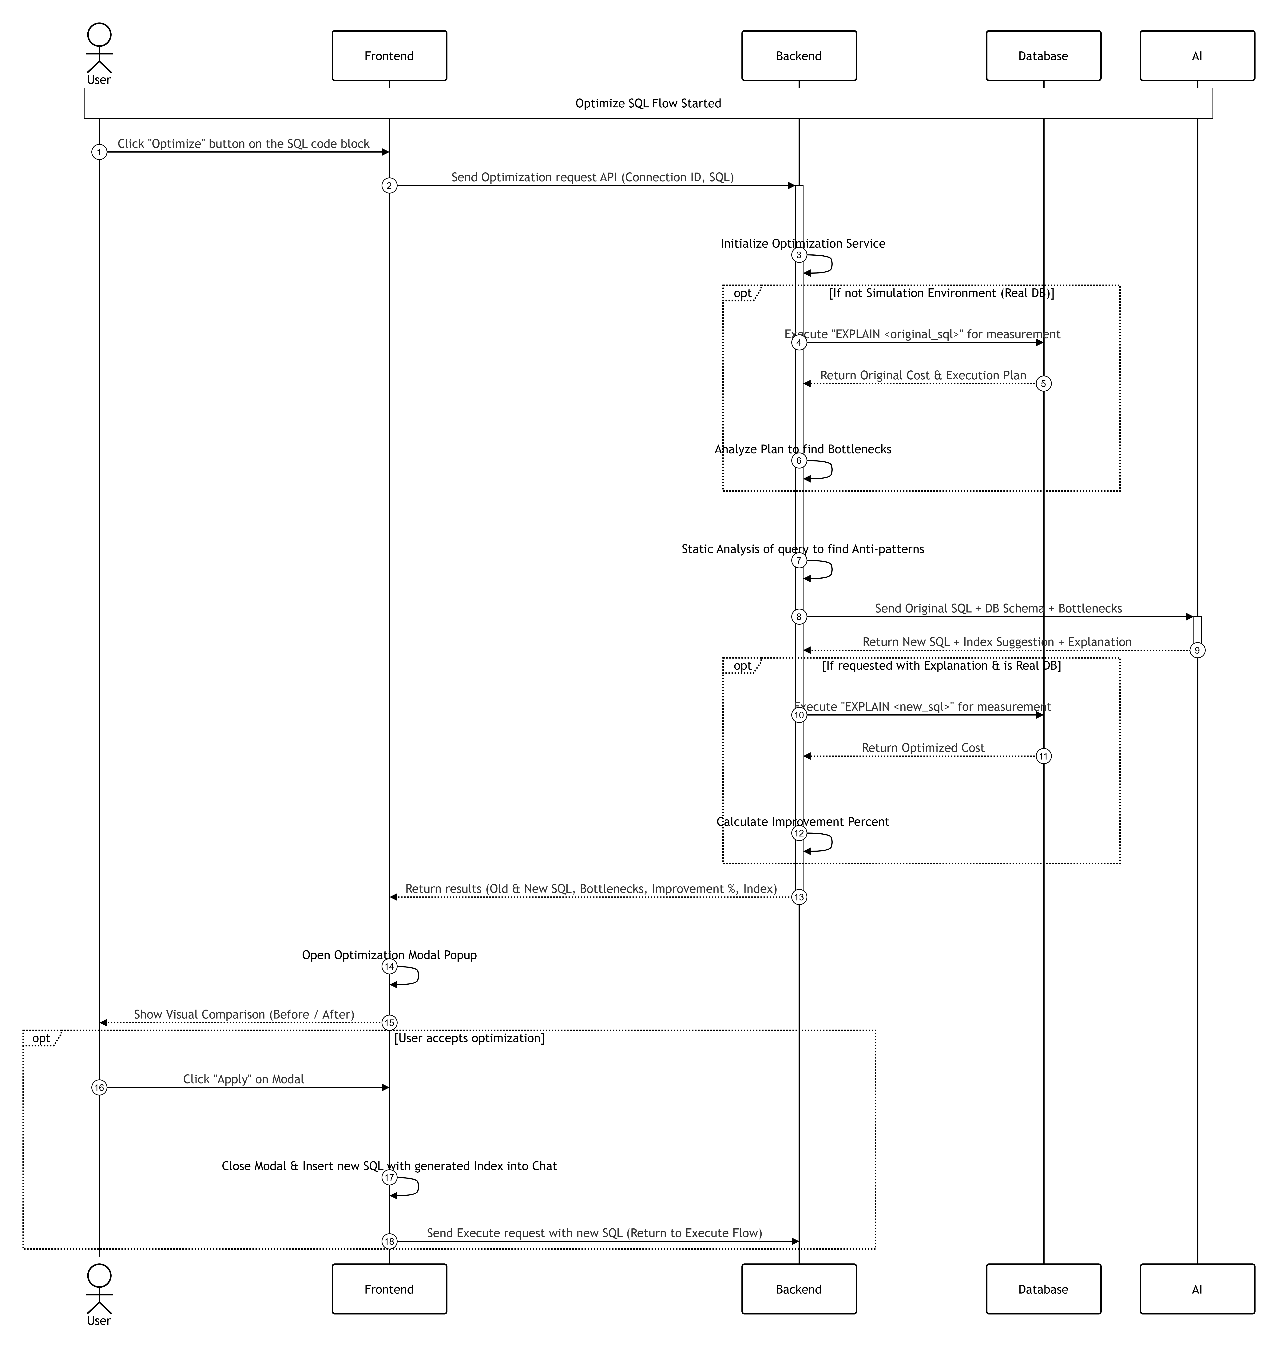 User
Frontend
Backend
Database
AI
Optimize SQL Flow Started
1
Click "Optimize" button on the SQL code block
2
Send Optimization request API (Connection ID, SQL)
Initialize Optimization Service
3
opt
[If not Simulation Environment (Real DB)]
Execute "EXPLAIN <original_sql>" for measurement
4
Return Original Cost & Execution Plan
5
Analyze Plan to find Bottlenecks
6
Static Analysis of query to find Anti-patterns
7
Send Original SQL + DB Schema + Bottlenecks
8
Return New SQL + Index Suggestion + Explanation
9
opt
[If requested with Explanation & is Real DB]
Execute "EXPLAIN <new_sql>" for measurement
10
Return Optimized Cost
11
Calculate Improvement Percent
12
Return results (Old & New SQL, Bottlenecks, Improvement %, Index)
13
Open Optimization Modal Popup
14
Show Visual Comparison (Before / After)
15
opt
[User accepts optimization]
Click "Apply" on Modal
16
Close Modal & Insert new SQL with generated Index into Chat
17
Send Execute request with new SQL (Return to Execute Flow)
18
User
Frontend
Backend
Database
AI